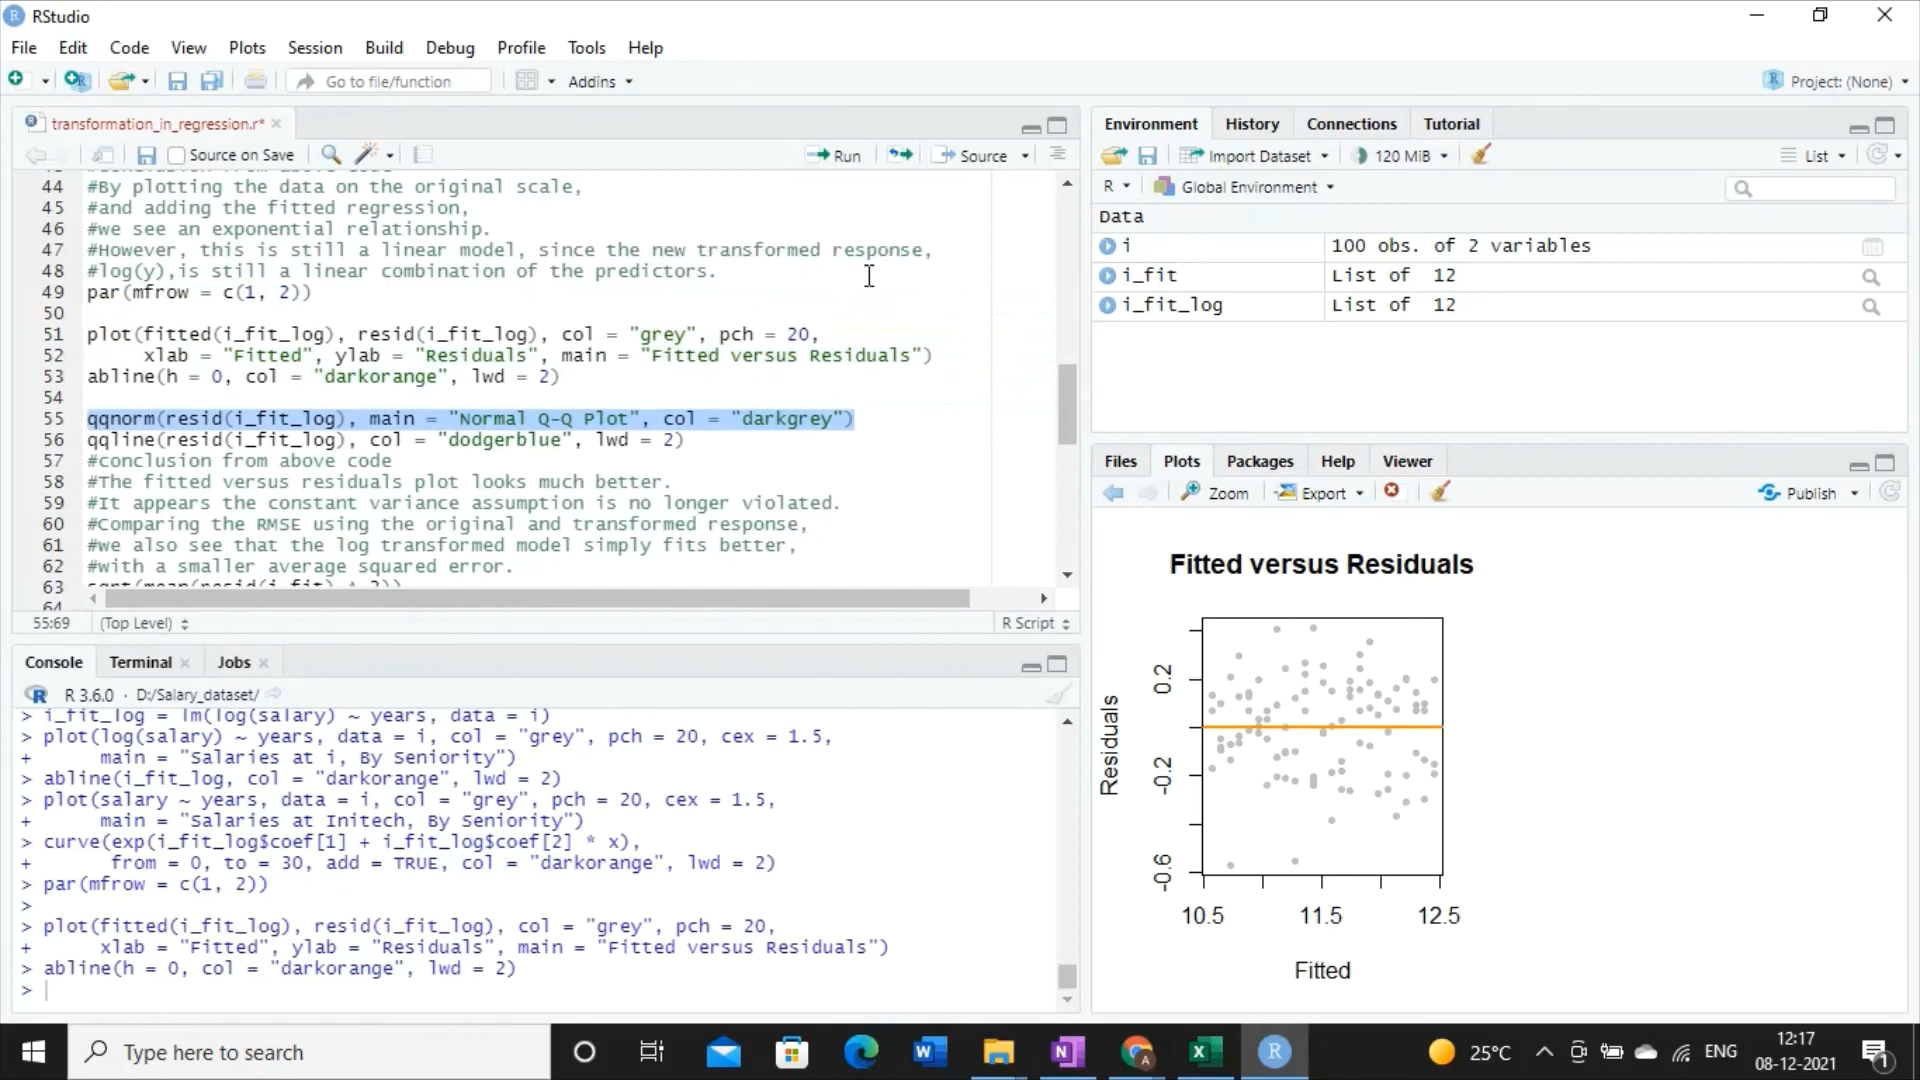 RStudio
File Edit Code View Plots Session Build Debug Profile Tools Help
Go to file/function Addins Project: (None)
transformation_in_regression.r*
Source on Save Run Source
44 #By plotting the data on the original scale,
45 #and adding the fitted regression,
46 #we see an exponential relationship.
47 #However, this is still a linear model, since the new transformed response,
48 #log(y),is still a linear combination of the predictors.
49 par(mfrow = c(1, 2))
50
51 plot(fitted(i_fit_log), resid(i_fit_log), col = "grey", pch = 20,
52 xlab = "Fitted", ylab = "Residuals", main = "Fitted versus Residuals")
53 abline(h = 0, col = "darkorange", lwd = 2)
54
55 qqnorm(resid(i_fit_log), main = "Normal Q-Q Plot", col = "darkgrey")
56 qqline(resid(i_fit_log), col = "dodgerblue", lwd = 2)
57 #conclusion from above code
58 #The fitted versus residuals plot looks much better.
59 #It appears the constant variance assumption is no longer violated.
60 #Comparing the RMSE using the original and transformed response,
61 #we also see that the log transformed model simply fits better,
62 #with a smaller average squared error.
63 sqrt(mean(resid(i_fit) ^ 2))
64
55:69 (Top Level) R Script
Console Terminal Jobs
R 3.6.0 · D:/Salary_dataset/
> i_fit_log = lm(log(salary) ~ years, data = i)
> plot(log(salary) ~ years, data = i, col = "grey", pch = 20, cex = 1.5,
+ main = "Salaries at i, By Seniority")
> abline(i_fit_log, col = "darkorange", lwd = 2)
> plot(salary ~ years, data = i, col = "grey", pch = 20, cex = 1.5,
+ main = "Salaries at Initech, By Seniority")
> curve(exp(i_fit_log$coef[1] + i_fit_log$coef[2] * x),
+ from = 0, to = 30, add = TRUE, col = "darkorange", lwd = 2)
> par(mfrow = c(1, 2))
>
> plot(fitted(i_fit_log), resid(i_fit_log), col = "grey", pch = 20,
+ xlab = "Fitted", ylab = "Residuals", main = "Fitted versus Residuals")
> abline(h = 0, col = "darkorange", lwd = 2)
>
Environment History Connections Tutorial
Import Dataset 120 MiB List
R Global Environment
Data
i 100 obs. of 2 variables
i_fit List of 12
i_fit_log List of 12
Files Plots Packages Help Viewer
Zoom Export Publish
Fitted versus Residuals
Residuals
0.2
-0.2
-0.6
10.5 11.5 12.5
Fitted
Type here to search
25°C ENG
12:17
08-12-2021
1